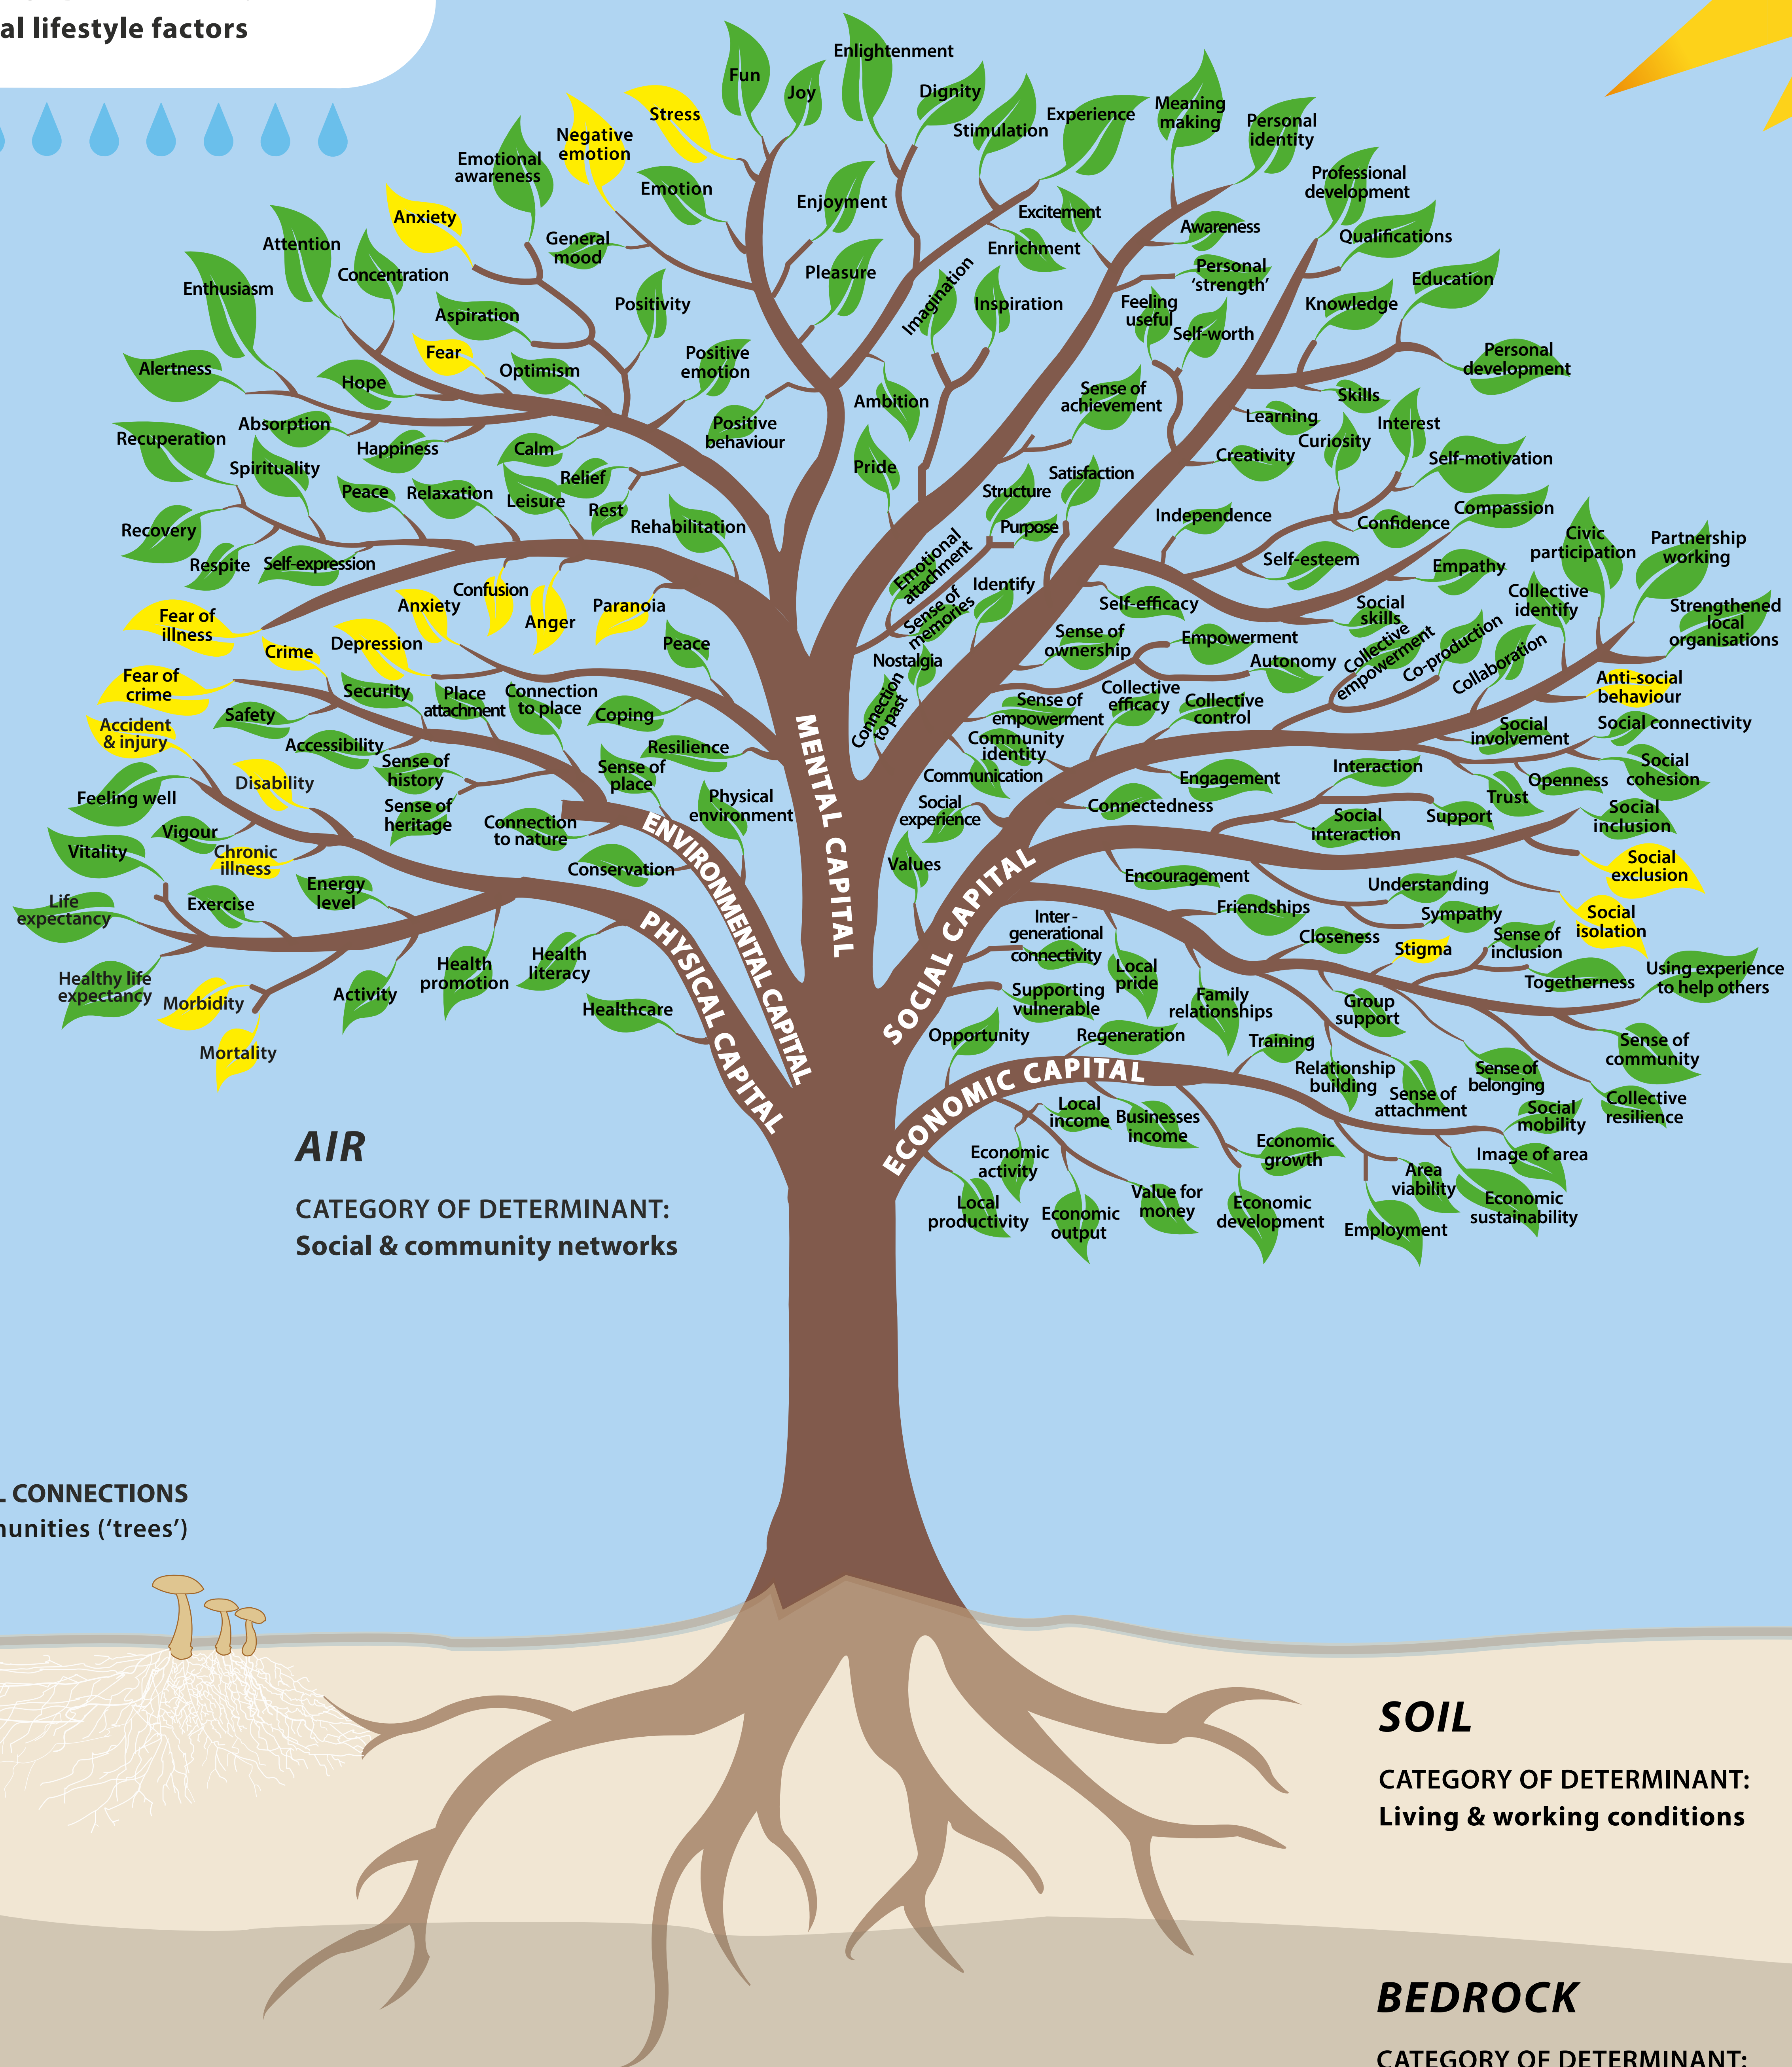 al lifestyle factors
Fun
Joy
Enlightenment
Dignity
Stimulation
Experience
Meaning
making
Personal
identity
Stress
Negative
emotion
Emotional
awareness
Emotion
Enjoyment
Excitement
Professional
development
Anxiety
General
mood
Enrichment
Awareness
Qualifications
Attention
Concentration
Pleasure
Personal
'strength'
Education
Enthusiasm
Aspiration
Positivity
Imagination
Inspiration
Feeling
useful
Self-worth
Knowledge
Alertness
Fear
Hope
Optimism
Positive
emotion
Personal
development
Ambition
Sense of
achievement
Skills
Learning
Absorption
Happiness
Positive
behaviour
Curiosity
Interest
Recuperation
Spirituality
Calm
Relief
Pride
Satisfaction
Creativity
Self-motivation
Peace
Relaxation
Leisure
Rest
Rehabilitation
Structure
Purpose
Independence
Confidence
Compassion
Recovery
Respite
Self-expression
Emotional
attachment
Self-esteem
Empathy
Civic
participation
Partnership
working
Confusion
Anxiety
Anger
Paranoia
Sense of
memories
Identify
Self-efficacy
Social
skills
Collective
identify
Strengthened
local
organisations
Fear of
illness
Crime
Depression
Peace
Nostalgia
Sense of
ownership
Empowerment
Autonomy
Collective
empowerment
Co-production
Collaboration
Fear of
crime
Security
Place
attachment
Connection
to place
Coping
Connection
to past
Sense of
empowerment
Collective
efficacy
Collective
control
Anti-social
behaviour
Accident
& injury
Safety
Accessibility
Resilience
Community
identity
Social
involvement
Social connectivity
Sense of
history
Sense of
place
Communication
Engagement
Interaction
Trust
Openness
Social
cohesion
Feeling well
Disability
Sense of
heritage
Physical
environment
Social
experience
Connectedness
Social
interaction
Support
Social
inclusion
Vigour
Connection
to nature
Vitality
Chronic
illness
Conservation
Values
Encouragement
Understanding
Social
exclusion
Life
expectancy
Exercise
Energy
level
Inter -
generational
connectivity
Friendships
Sympathy
Social
isolation
Closeness
Stigma
Sense of
inclusion
Healthy life
expectancy
Morbidity
Activity
Health
promotion
Health
literacy
Healthcare
Supporting
vulnerable
Local
pride
Family
relationships
Group
support
Togetherness
Using experience
to help others
Mortality
Opportunity
Regeneration
Training
Relationship
building
Sense of
attachment
Sense of
belonging
Sense of
community
Collective
resilience
MENTAL CAPITAL
ENVIRONMENTAL CAPITAL
PHYSICAL CAPITAL
SOCIAL CAPITAL
ECONOMIC CAPITAL
Local
income
Businesses
income
Social
mobility
Economic
activity
Economic
growth
Image of area
Local
productivity
Economic
output
Value for
money
Economic
development
Area
viability
Employment
Economic
sustainability
AIR
CATEGORY OF DETERMINANT:
Social & community networks
L CONNECTIONS
munities ('trees')
SOIL
CATEGORY OF DETERMINANT:
Living & working conditions
BEDROCK
CATEGORY OF DETERMINANT: